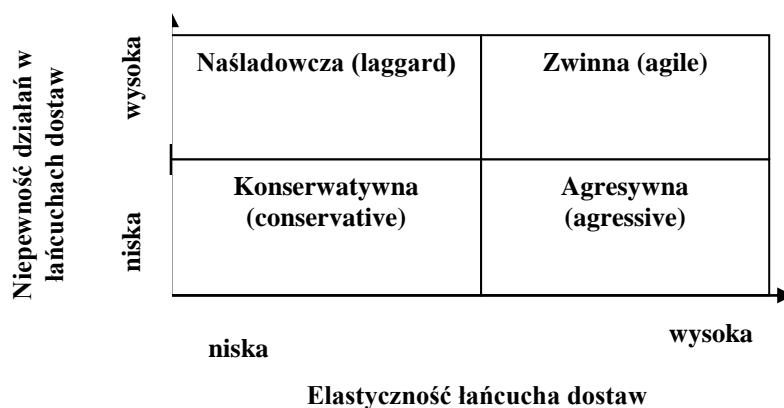 Niepewność działań w
łańcuchach dostaw
wysoka
niska
Naśladowcza (laggard)
Zwinna (agile)
Konserwatywna
(conservative)
Agresywna
(agressive)
niska
wysoka
Elastyczność łańcucha dostaw